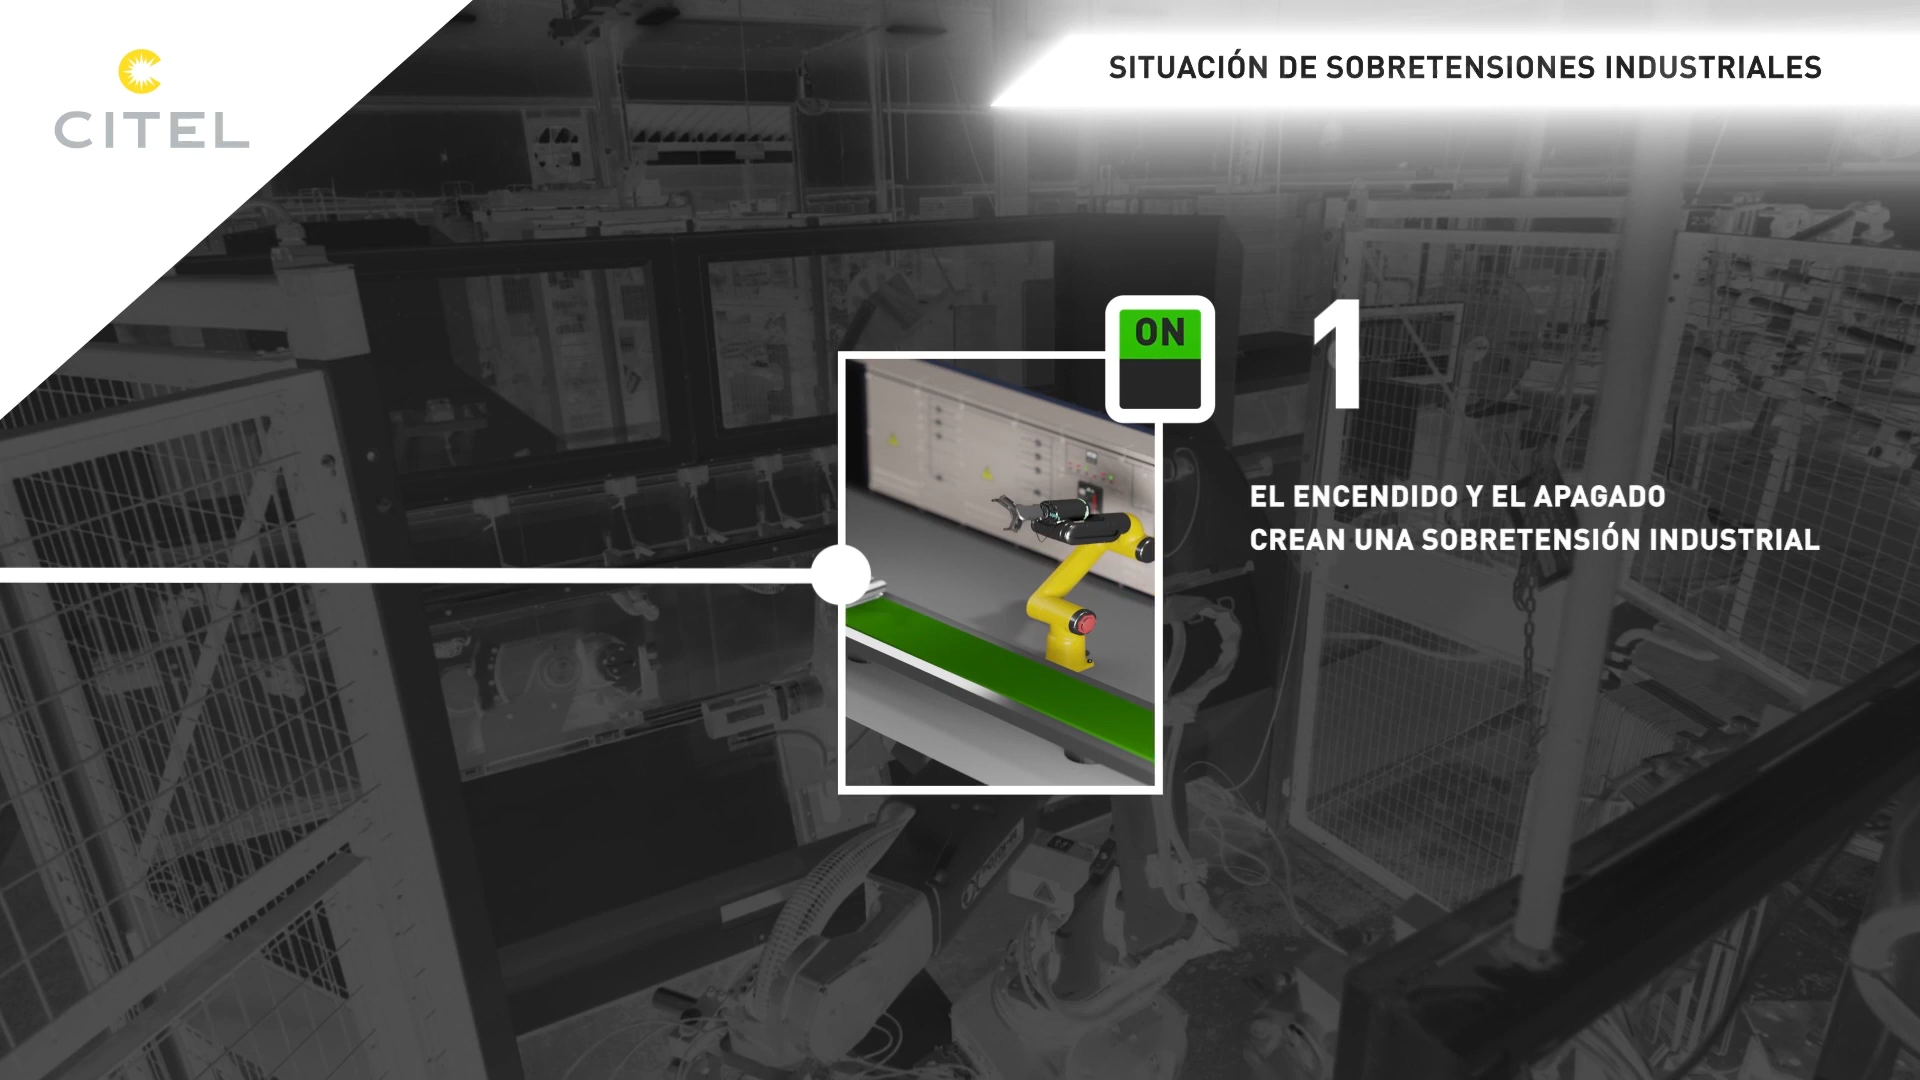 CITEL
SITUACIÓN DE SOBRETENSIONES INDUSTRIALES
ON
1
EL ENCENDIDO Y EL APAGADO
CREAN UNA SOBRETENSIÓN INDUSTRIAL